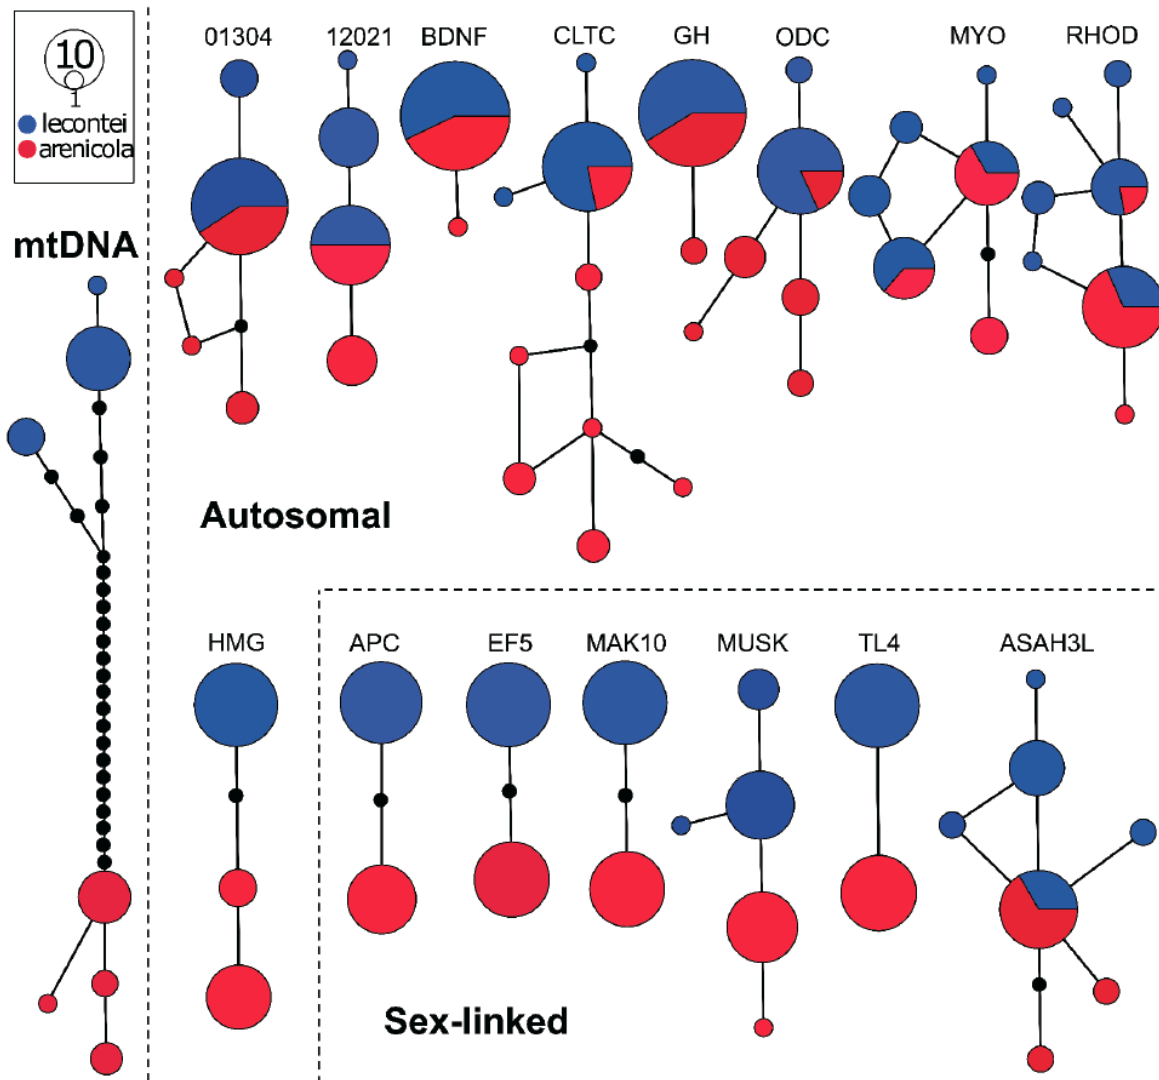 10
1
lecontei
arenicola
mtDNA
01304
12021
BDNF
CLTC
GH
ODC
MYO
RHOD
Autosomal
HMG
APC
EF5
MAK10
MUSK
TL4
ASAH3L
Sex-linked